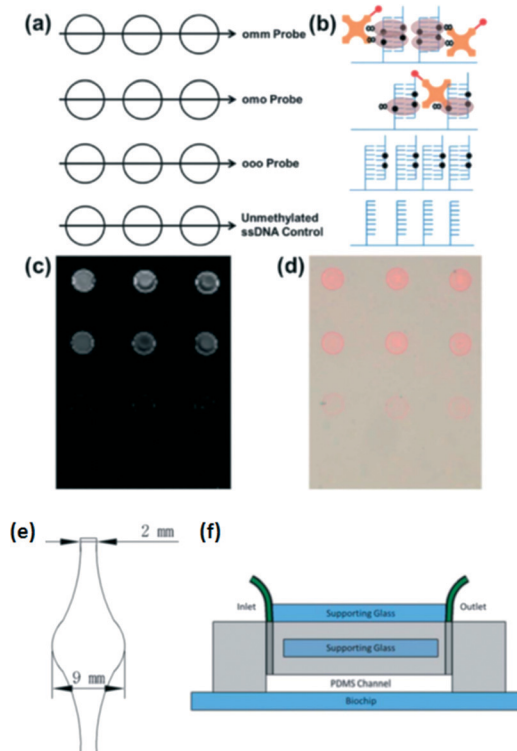 (a)
(b)
omm Probe
omo Probe
ooo Probe
Unmethylated
ssDNA Control
(c)
(d)
(e)
(f)
2 mm
9 mm
Inlet
Supporting Glass
Outlet
Supporting Glass
PDMS Channel
Biochip